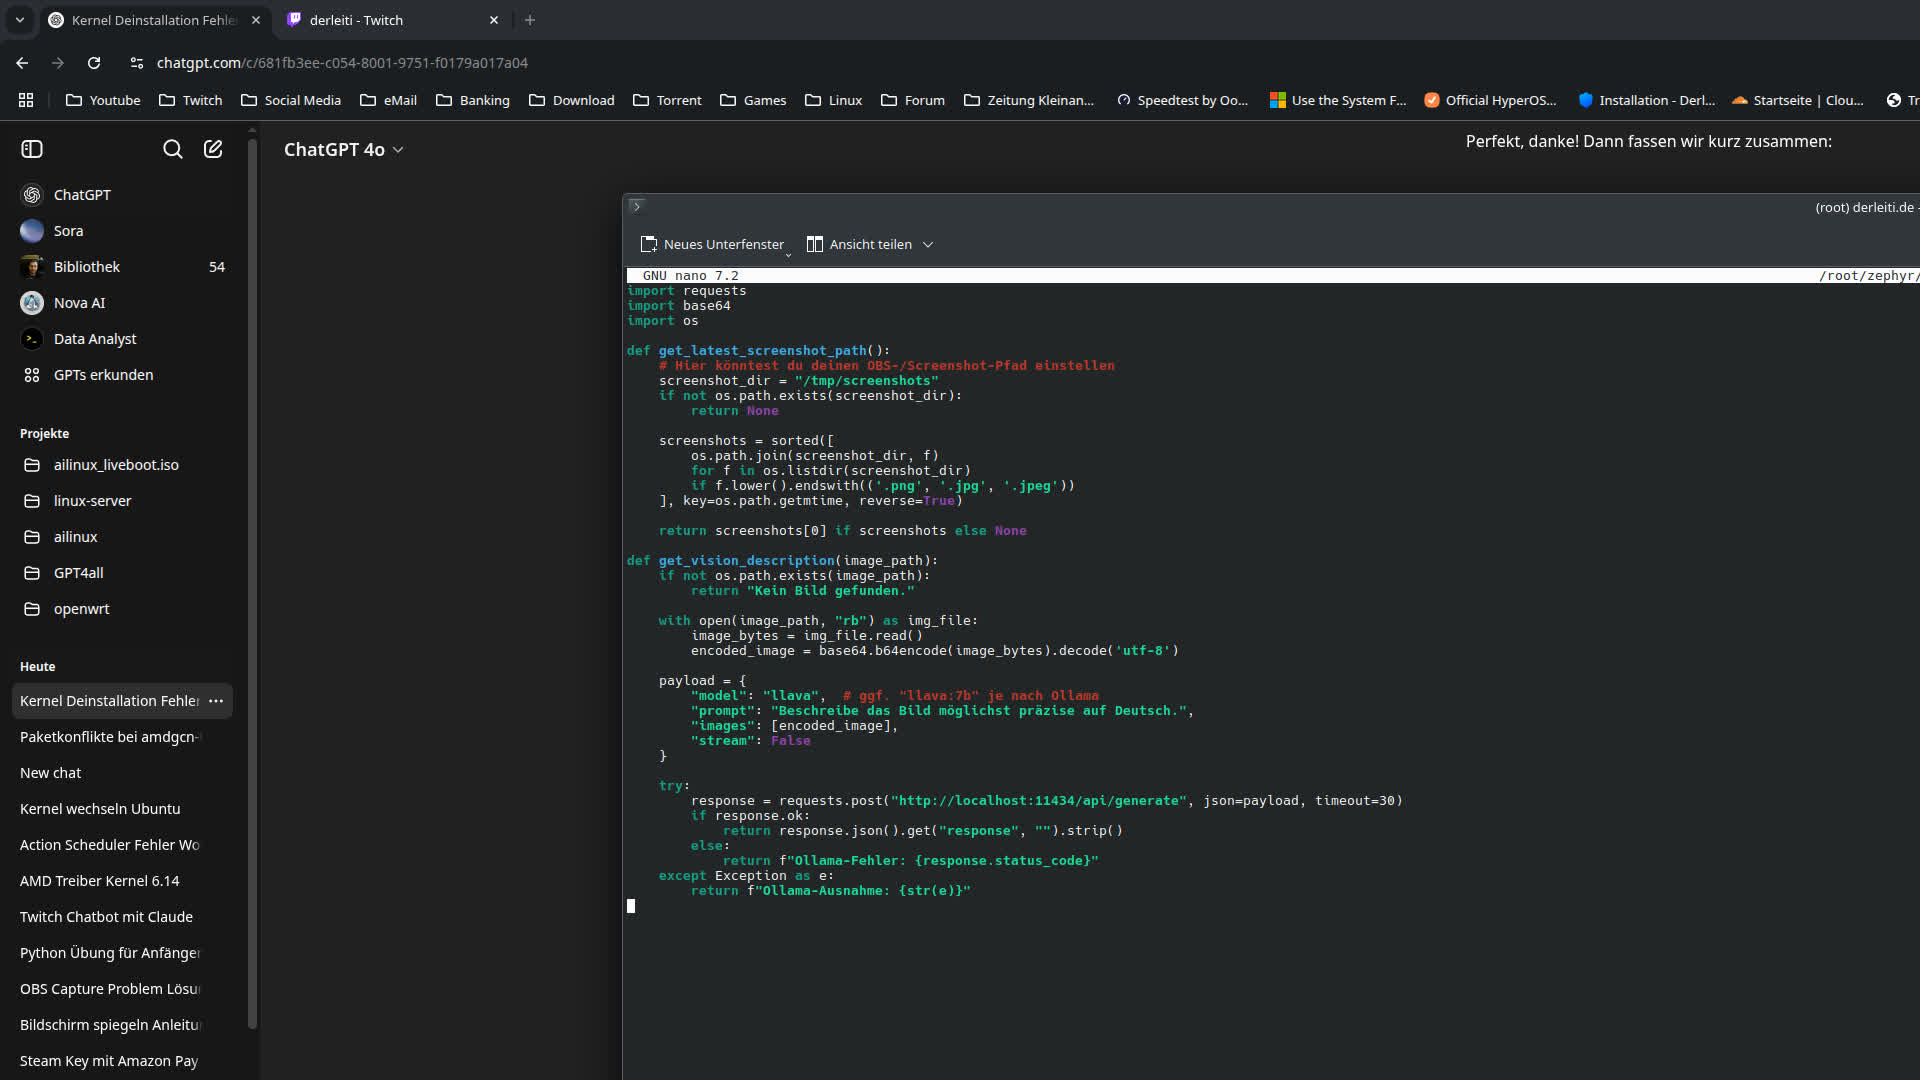 Kernel Deinstallation Fehle
derleiti - Twitch
chatgpt.com/c/681fb3ee-c054-8001-9751-f0179a017a04
Youtube
Twitch
Social Media
eMail
Banking
Download
Torrent
Games
Linux
Forum
Zeitung Kleinan...
Speedtest by Oo...
Use the System F...
Official HyperOS...
Installation - Derl...
Startseite | Clou...
Tr
ChatGPT 4o
Perfekt, danke! Dann fassen wir kurz zusammen:
ChatGPT
Sora
Bibliothek 54
Nova AI
Data Analyst
GPTs erkunden
Projekte
ailinux_liveboot.iso
linux-server
ailinux
GPT4all
openwrt
Heute
Kernel Deinstallation Fehler ...
Paketkonflikte bei amdgcn-
New chat
Kernel wechseln Ubuntu
Action Scheduler Fehler Wo
AMD Treiber Kernel 6.14
Twitch Chatbot mit Claude
Python Übung für Anfänger
OBS Capture Problem Lösu
Bildschirm spiegeln Anleitu
Steam Key mit Amazon Pay
(root) derleiti.de -
Neues Unterfenster
Ansicht teilen
GNU nano 7.2 /root/zephyr/
import requests
import base64
import os
def get_latest_screenshot_path():
    # Hier könntest du deinen OBS-/Screenshot-Pfad einstellen
    screenshot_dir = "/tmp/screenshots"
    if not os.path.exists(screenshot_dir):
        return None
    screenshots = sorted([
        os.path.join(screenshot_dir, f)
        for f in os.listdir(screenshot_dir)
        if f.lower().endswith(('.png', '.jpg', '.jpeg'))
    ], key=os.path.getmtime, reverse=True)
    return screenshots[0] if screenshots else None
def get_vision_description(image_path):
    if not os.path.exists(image_path):
        return "Kein Bild gefunden."
    with open(image_path, "rb") as img_file:
        image_bytes = img_file.read()
        encoded_image = base64.b64encode(image_bytes).decode('utf-8')
    payload = {
        "model": "llava",  # ggf. "llava:7b" je nach Ollama
        "prompt": "Beschreibe das Bild möglichst präzise auf Deutsch.",
        "images": [encoded_image],
        "stream": False
    }
    try:
        response = requests.post("http://localhost:11434/api/generate", json=payload, timeout=30)
        if response.ok:
            return response.json().get("response", "").strip()
        else:
            return f"Ollama-Fehler: {response.status_code}"
    except Exception as e:
        return f"Ollama-Ausnahme: {str(e)}"